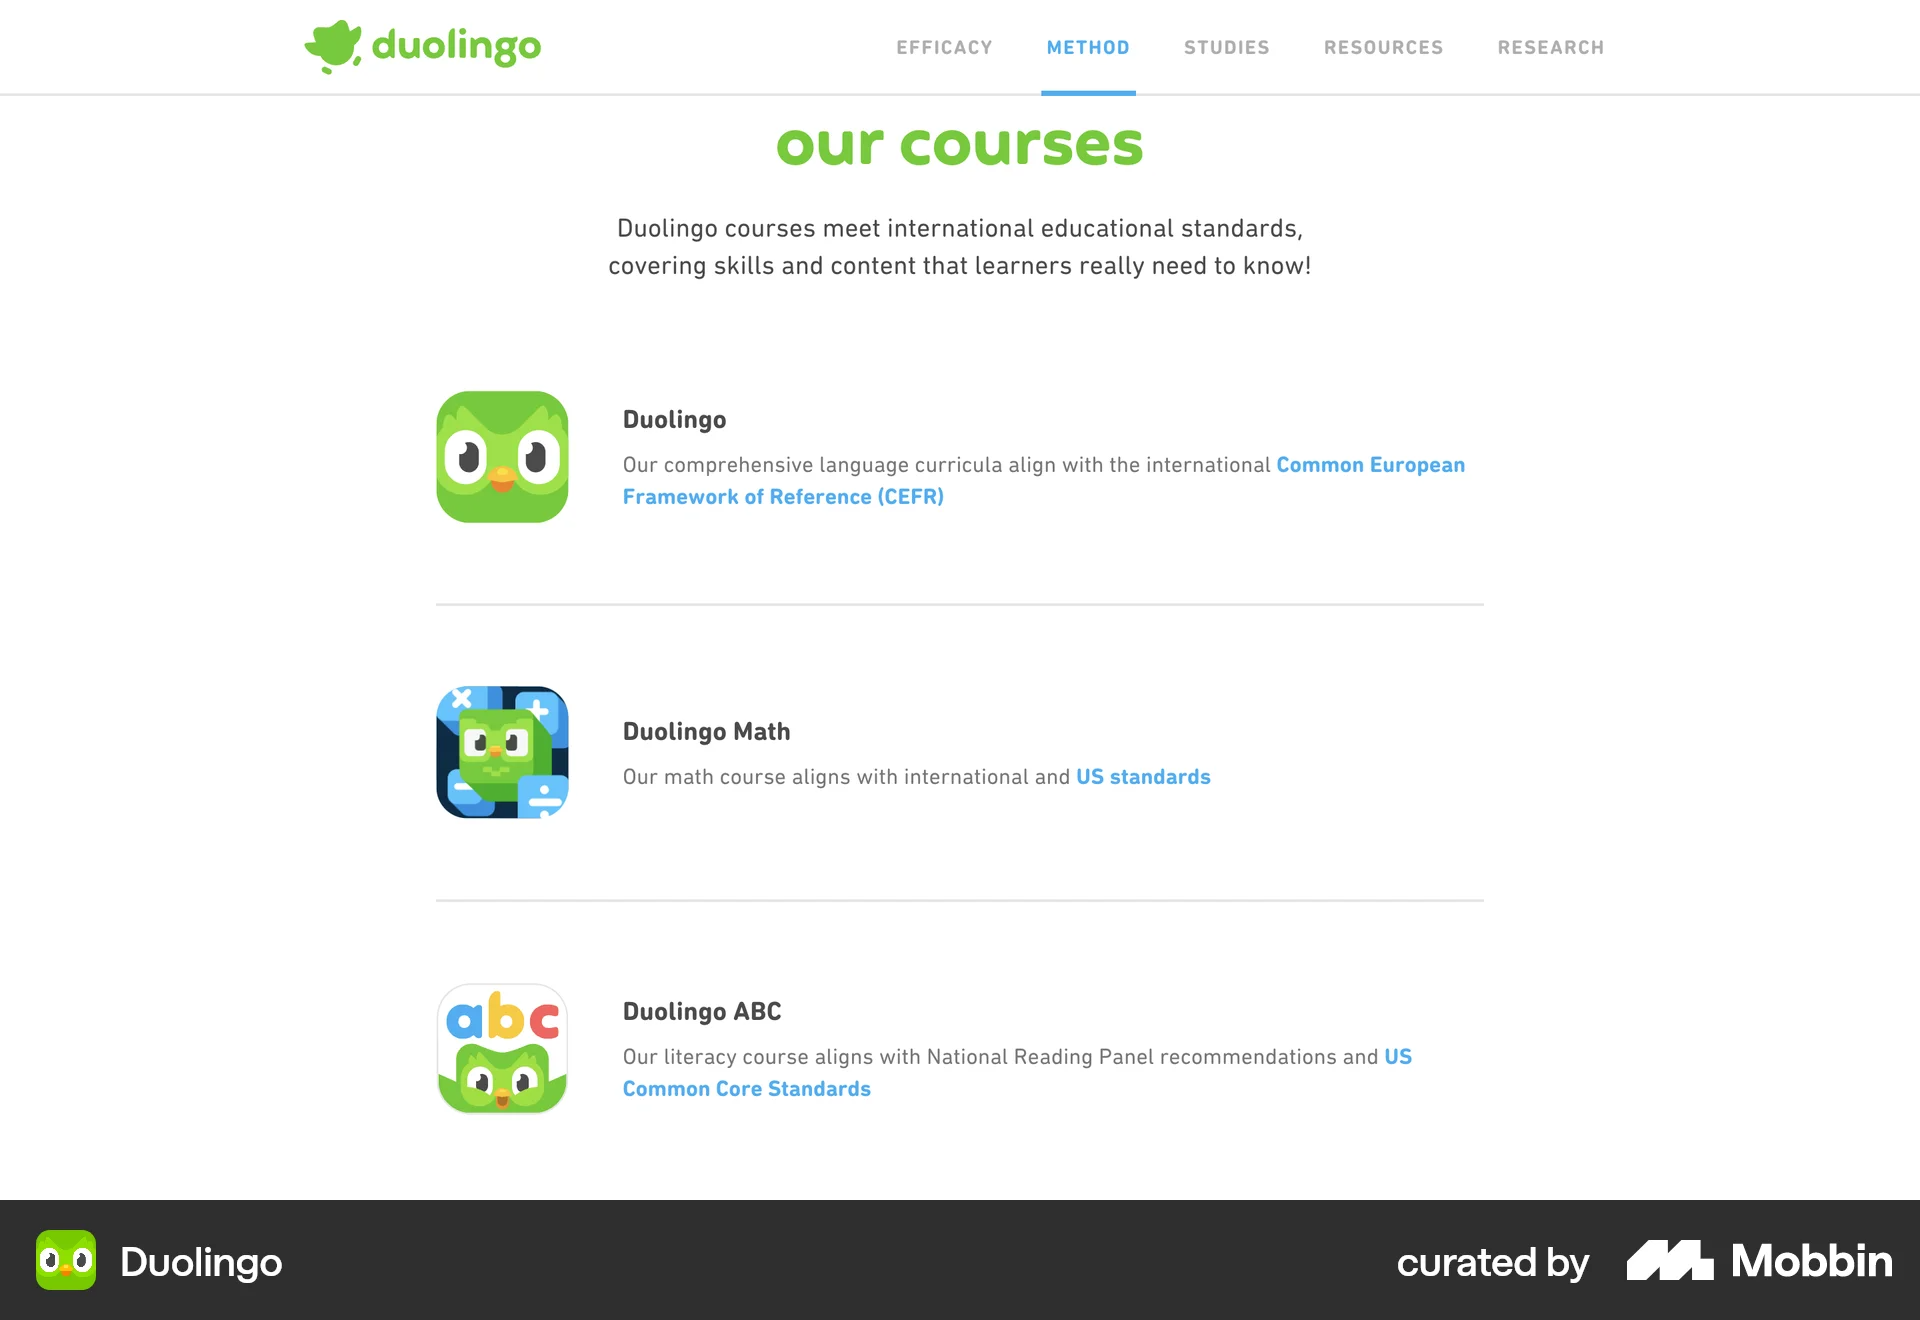 duolingo
EFFICACY METHOD STUDIES RESOURCES RESEARCH
our courses
Duolingo courses meet international educational standards,
covering skills and content that learners really need to know!
Duolingo
Our comprehensive language curricula align with the international Common European
Framework of Reference (CEFR)
Duolingo Math
Our math course aligns with international and US standards
abc
Duolingo ABC
Our literacy course aligns with National Reading Panel recommendations and US
Common Core Standards
Duolingo
curated by Mobbin